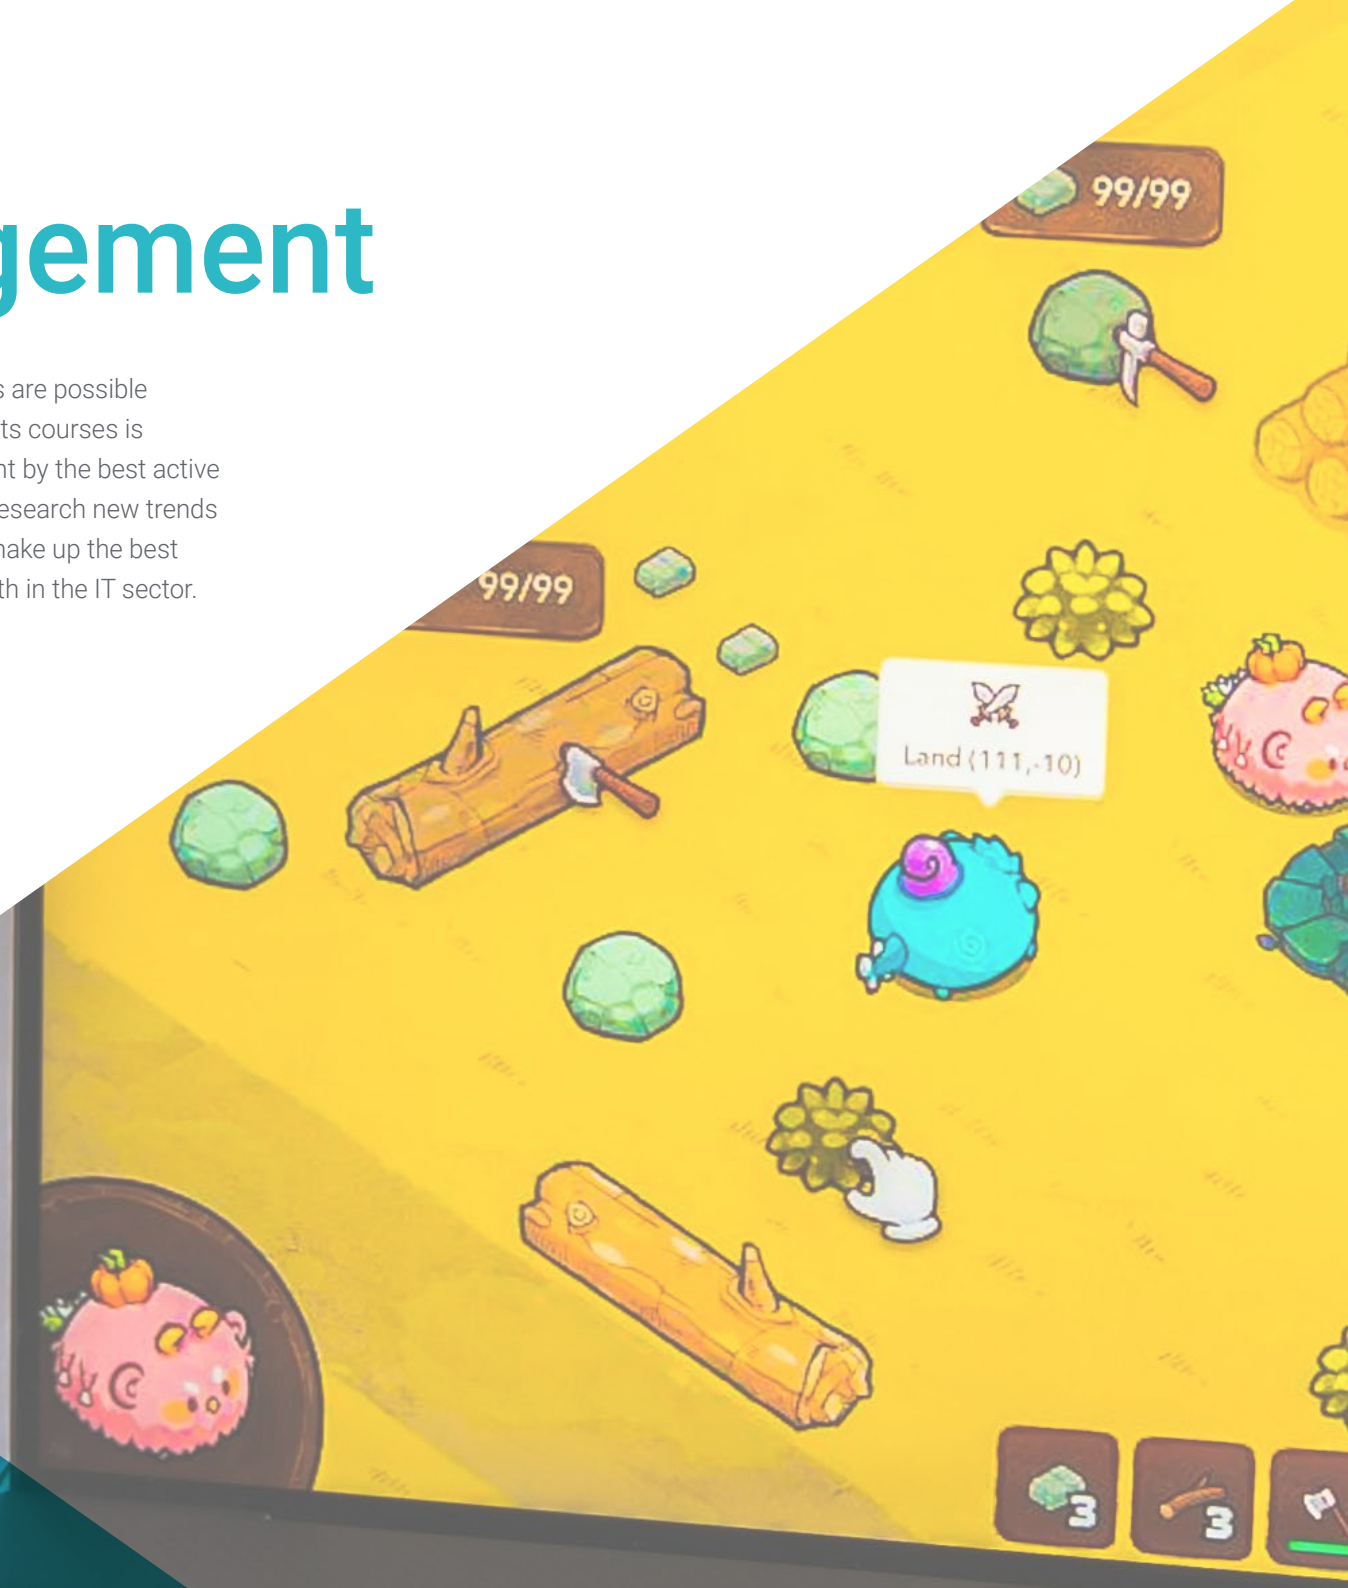 gement
s are possible
ts courses is
nt by the best active
esearch new trends
make up the best
th in the IT sector.
99/99
99/99
Land (111,-10)
3
3